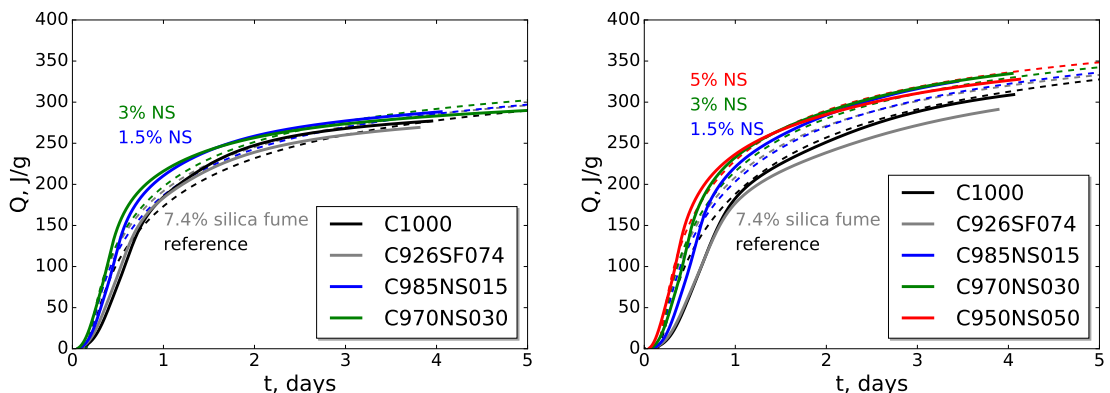 400
350
300
250
200
150
100
50
0
Q, J/g
3% NS
1.5% NS
7.4% silica fume
reference
C1000
C926SF074
C985NS015
C970NS030
0 1 2 3 4 5
t, days
400
350
300
250
200
150
100
50
0
Q, J/g
5% NS
3% NS
1.5% NS
7.4% silica fume
reference
C1000
C926SF074
C985NS015
C970NS030
C950NS050
0 1 2 3 4 5
t, days